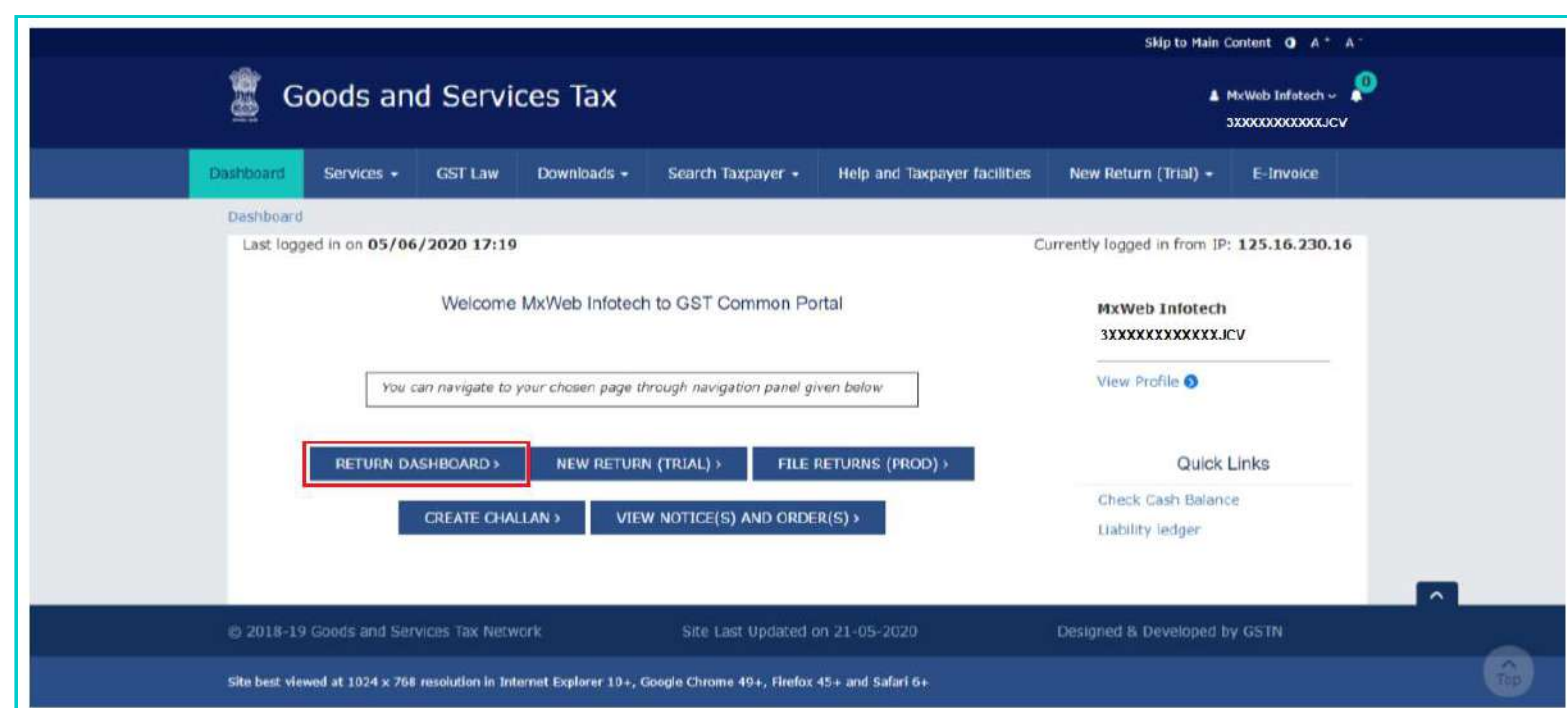 Skip to Main Content A+ A-
Goods and Services Tax
MxWeb Infotech
0
3XXXXXXXXXXXJCV
Dashboard Services GST Law Downloads Search Taxpayer Help and Taxpayer facilities New Return (Trial) E-Invoice
Dashboard
Last logged in on 05/06/2020 17:19 Currently logged in from IP: 125.16.230.16
Welcome MxWeb Infotech to GST Common Portal
MxWeb Infotech
3XXXXXXXXXXXX.JCV
You can navigate to your chosen page through navigation panel given below
View Profile
RETURN DASHBOARD > NEW RETURN (TRIAL) > FILE RETURNS (PROD) >
Quick Links
Check Cash Balance
CREATE CHALLAN > VIEW NOTICE(S) AND ORDER(S) >
Liability ledger
© 2018-19 Goods and Services Tax Network Site Last Updated on 21-05-2020 Designed & Developed by GSTN
Site best viewed at 1024 x 768 resolution in Internet Explorer 10+, Google Chrome 49+, Firefox 45+ and Safari 6+
Top